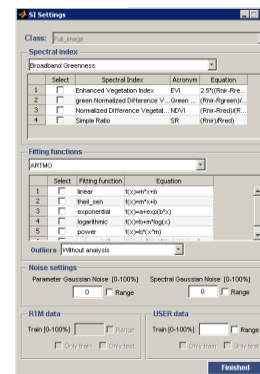 SI Settings
Class: Full_image
Spectral index
Broadband Greenness
Select Spectral Index Acronym Equation
1 Enhanced Vegetation Index EVI 2.5*((Rnir-Rre...
2 green Normalized Difference V... Green ... (Rnir-Rgreen)/...
3 Normalized Difference Vegetat... NDVI (Rnir-Rred)/(R...
4 Simple Ratio SR (Rnir)/Rred)
Fitting functions
ARTMO
Select Fitting function Equation
1 linear f(x)=m*x+b
2 theil_sen f(x)=m*x+b
3 exponential f(x)=a+exp(b*x)
4 logarithmic f(x)=b+m*log(x)
5 power f(x)=b*(x^m)
Outliers Without analysis
Noise settings
Parameter Gaussian Noise [0-100%] Spectral Gaussian Noise [0-100%]
0 Range 0 Range
RTM data USER data
Train [0-100%] Range Train [0-100%] Range
Only train Only test Only train Only test
Finished